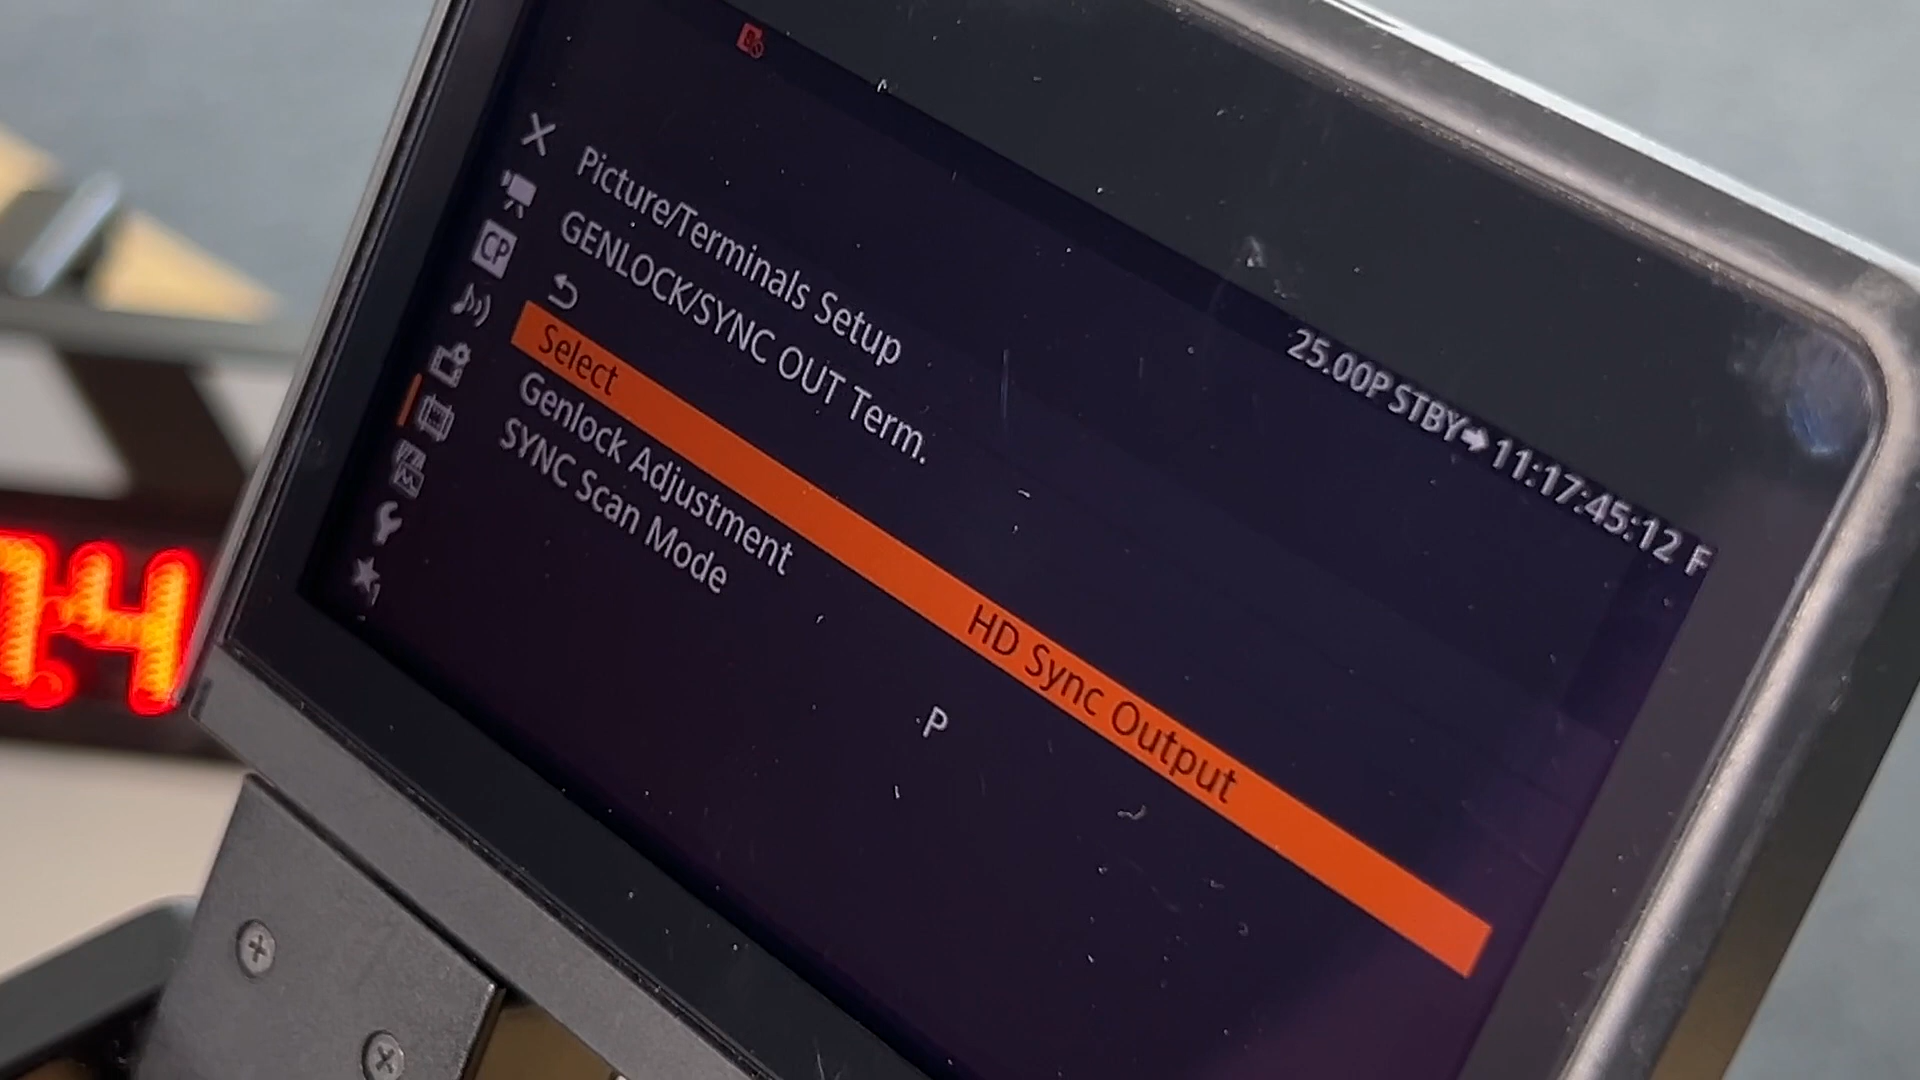 25.00P STBY➔11:17:45:12 F
Picture/Terminals Setup
GENLOCK/SYNC OUT Term.
Select HD Sync Output
Genlock Adjustment
SYNC Scan Mode P
CP
4